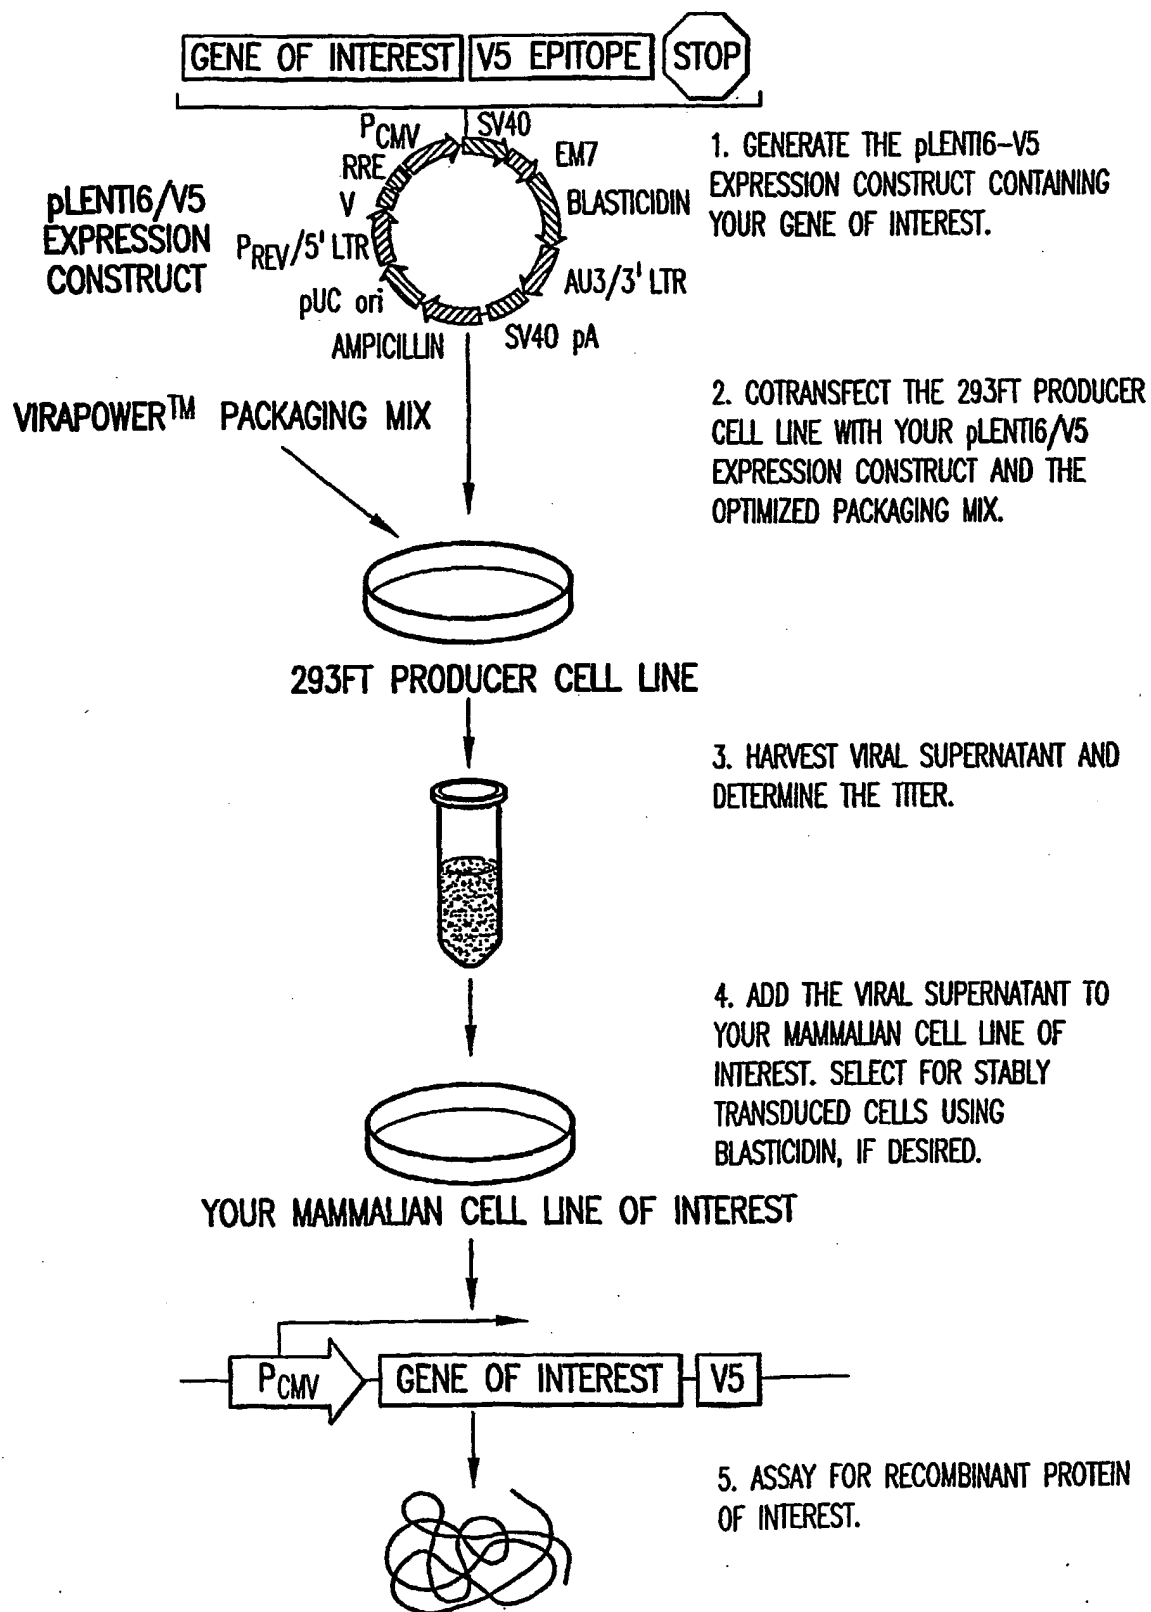 GENE OF INTEREST V5 EPITOPE STOP
PCMV
SV40
RRE
EM7
V
BLASTICIDIN
PREV/5' LTR
AU3/3' LTR
pUC ori
SV40 pA
AMPICILLIN
pLENTI6/V5
EXPRESSION
CONSTRUCT
1. GENERATE THE pLENTI6-V5
EXPRESSION CONSTRUCT CONTAINING
YOUR GENE OF INTEREST.
VIRAPOWER™ PACKAGING MIX
2. COTRANSFECT THE 293FT PRODUCER
CELL LINE WITH YOUR pLENTI6/V5
EXPRESSION CONSTRUCT AND THE
OPTIMIZED PACKAGING MIX.
293FT PRODUCER CELL LINE
3. HARVEST VIRAL SUPERNATANT AND
DETERMINE THE TITER.
4. ADD THE VIRAL SUPERNATANT TO
YOUR MAMMALIAN CELL LINE OF
INTEREST. SELECT FOR STABLY
TRANSDUCED CELLS USING
BLASTICIDIN, IF DESIRED.
YOUR MAMMALIAN CELL LINE OF INTEREST
PCMV GENE OF INTEREST V5
5. ASSAY FOR RECOMBINANT PROTEIN
OF INTEREST.